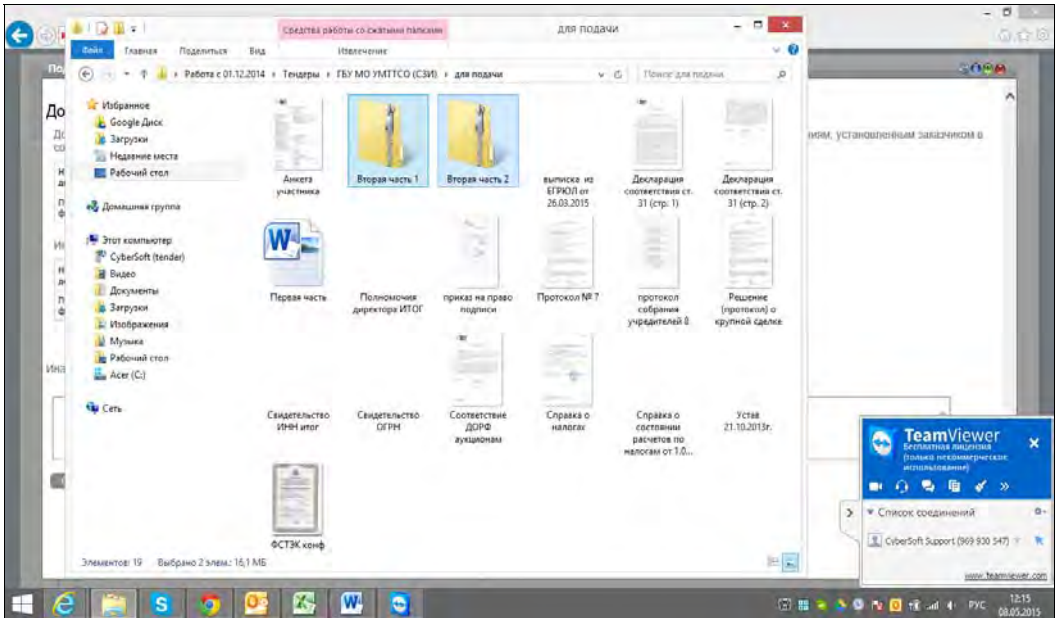 Средства работы со сжатыми папками
для подачи
Файл Главная Поделиться Вид Извлечение
Работа с 01.12.2014 › Тендеры › ГБУ МО УМТТСО (СЗИ) › для подачи
Поиск: для подачи
Избранное
Google Диск
Загрузки
Недавние места
Рабочий стол
Домашняя группа
Этот компьютер
CyberSoft (tender)
Видео
Документы
Загрузки
Изображения
Музыка
Рабочий стол
Acer (C:)
Сеть
Анкета
участника
Вторая часть 1
Вторая часть 2
выписка из
ЕГРЮЛ от
26.03.2015
Декларация
соответствия ст.
31 (стр. 1)
Декларация
соответствия ст.
31 (стр. 2)
Первая часть
Полномочия
директора ИТОГ
приказ на право
подписи
Протокол № 7
протокол
собрания
учредителей 8
Решение
(протокол) о
крупной сделке
Свидетельство
ИНН итог
Свидетельство
ОГРН
Соответствие
ДОРФ
аукционам
Справка о
налогах
Справка о
состоянии
расчетов по
налогам от 1.0...
Устав
21.10.2013г.
ФСТЭК конф
Элементов: 19 Выбрано 2 элем.: 16,1 МБ
До
иям, установленным заказчиком в
TeamViewer
Бесплатная лицензия
(только некоммерческое
использование)
Список соединений
CyberSoft Support (969 930 547)
www.teamviewer.com
РУС
12:15
08.05.2015